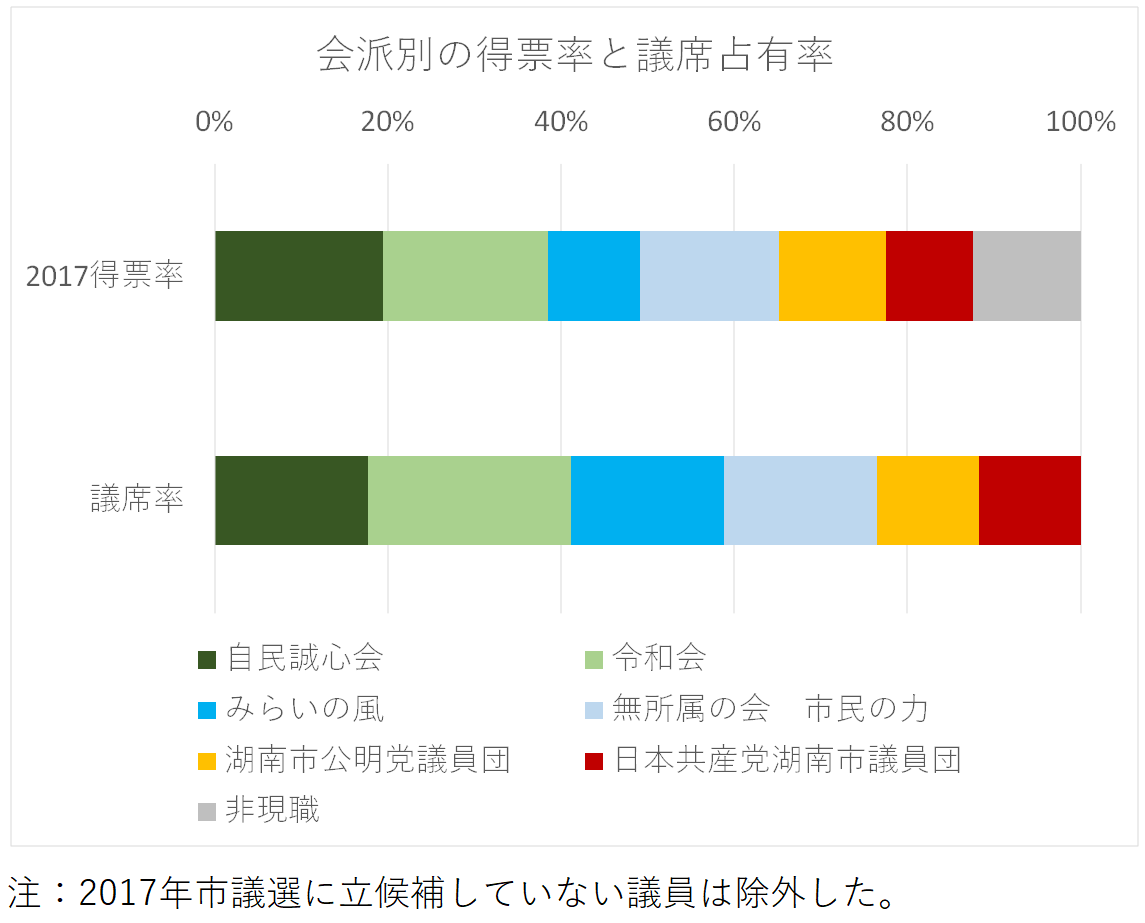 会派別の得票率と議席占有率
0% 20% 40% 60% 80% 100%
2017得票率
議席率
自民誠心会 令和会
みらいの風 無所属の会　市民の力
湖南市公明党議員団 日本共産党湖南市議員団
非現職
注：2017年市議選に立候補していない議員は除外した。